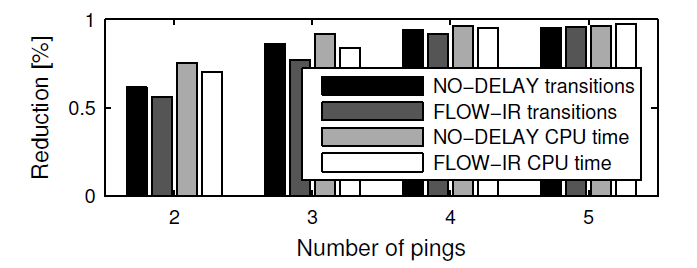 1
0.5
0
Reduction [%]
NO−DELAY transitions
FLOW−IR transitions
NO−DELAY CPU time
FLOW−IR CPU time
2 3 4 5
Number of pings